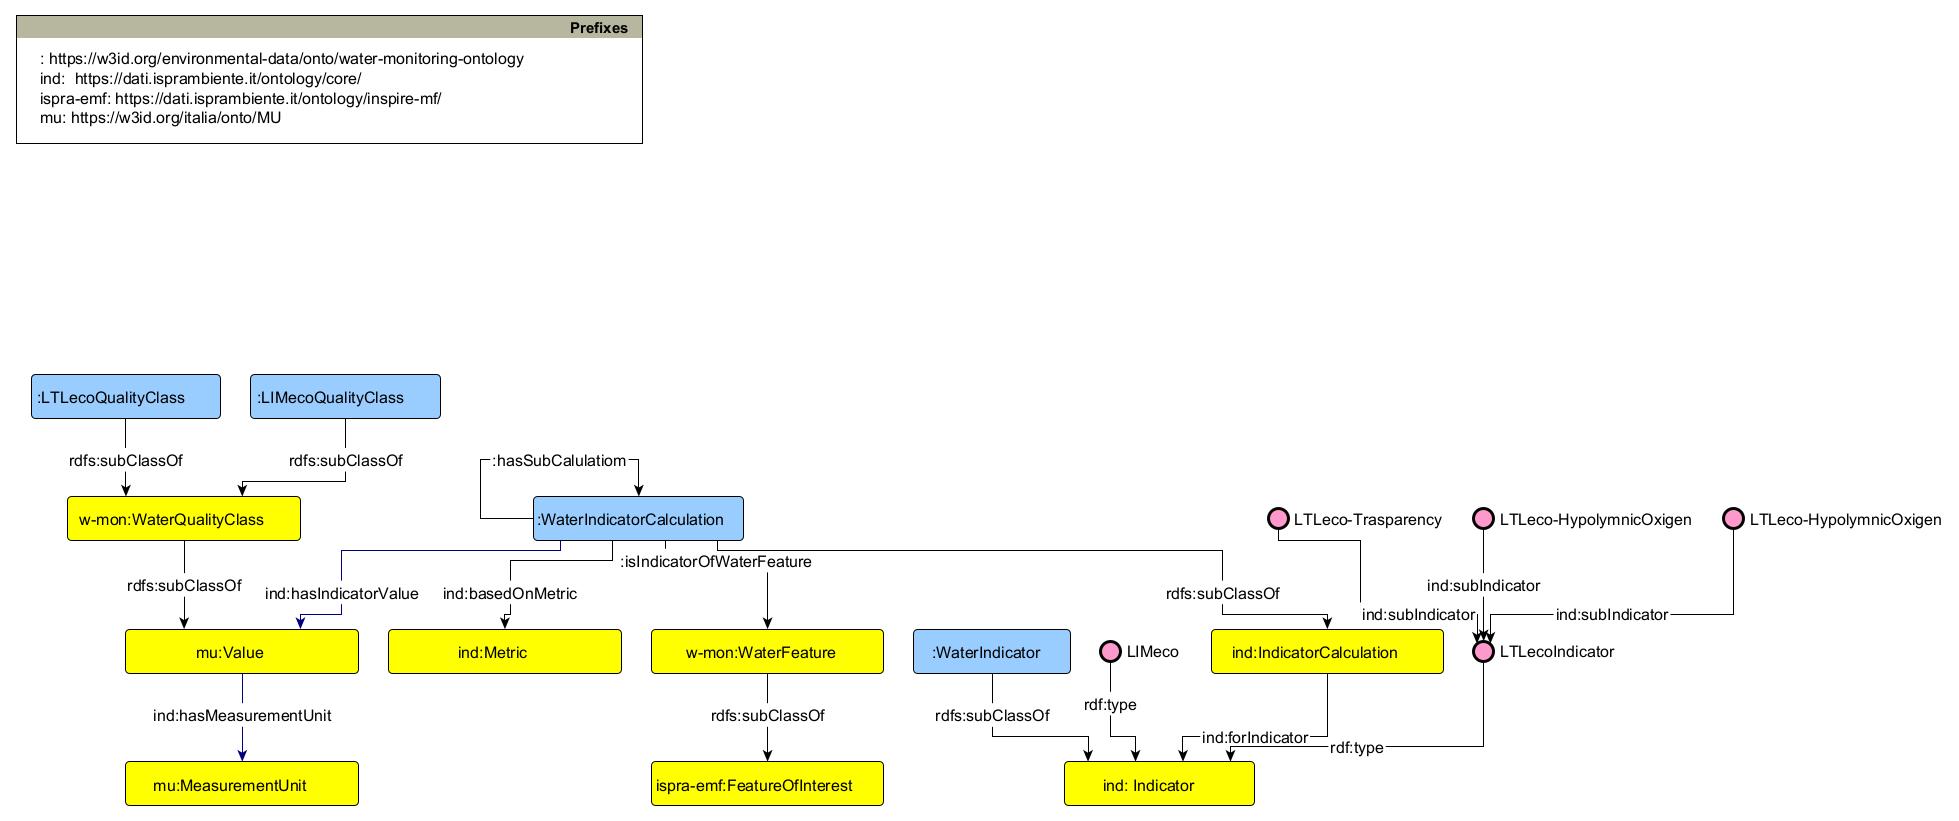 Prefixes
: https://w3id.org/environmental-data/onto/water-monitoring-ontology
ind: https://dati.isprambiente.it/ontology/core/
ispra-emf: https://dati.isprambiente.it/ontology/inspire-mf/
mu: https://w3id.org/italia/onto/MU
:LTLecoQualityClass
:LIMecoQualityClass
rdfs:subClassOf
rdfs:subClassOf
:hasSubCalulatiom
w-mon:WaterQualityClass
:WaterIndicatorCalculation
LTLeco-Trasparency
LTLeco-HypolymnicOxigen
LTLeco-HypolymnicOxigen
:isIndicatorOfWaterFeature
rdfs:subClassOf
ind:hasIndicatorValue
ind:basedOnMetric
rdfs:subClassOf
ind:subIndicator
ind:subIndicator
ind:subIndicator
mu:Value
ind:Metric
w-mon:WaterFeature
:WaterIndicator
LIMeco
ind:IndicatorCalculation
LTLecoIndicator
ind:hasMeasurementUnit
rdfs:subClassOf
rdfs:subClassOf
rdf:type
ind:forIndicator
rdf:type
mu:MeasurementUnit
ispra-emf:FeatureOfInterest
ind: Indicator